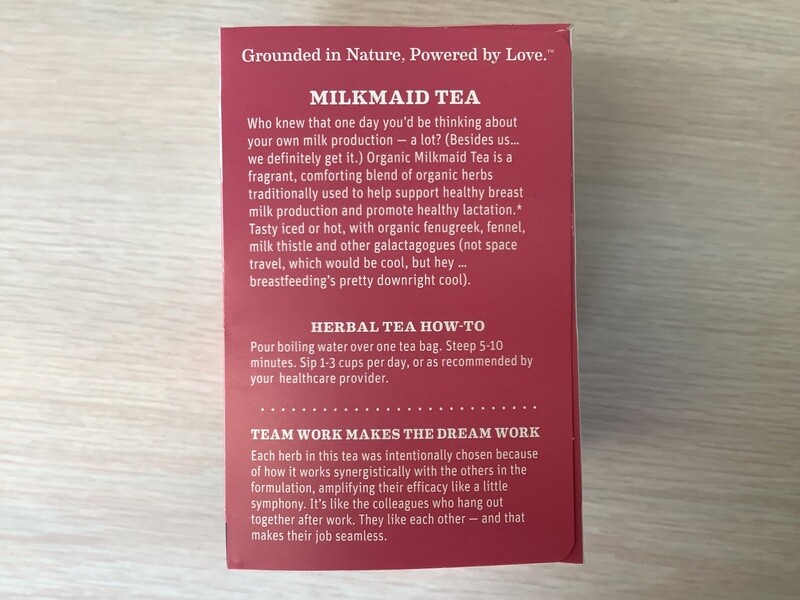 Grounded in Nature, Powered by Love.™
MILKMAID TEA
Who knew that one day you'd be thinking about
your own milk production — a lot? (Besides us...
we definitely get it.) Organic Milkmaid Tea is a
fragrant, comforting blend of organic herbs
traditionally used to help support healthy breast
milk production and promote healthy lactation.*
Tasty iced or hot, with organic fenugreek, fennel,
milk thistle and other galactagogues (not space
travel, which would be cool, but hey ...
breastfeeding's pretty downright cool).
HERBAL TEA HOW-TO
Pour boiling water over one tea bag. Steep 5-10
minutes. Sip 1-3 cups per day, or as recommended by
your healthcare provider.
TEAM WORK MAKES THE DREAM WORK
Each herb in this tea was intentionally chosen because
of how it works synergistically with the others in the
formulation, amplifying their efficacy like a little
symphony. It's like the colleagues who hang out
together after work. They like each other — and that
makes their job seamless.